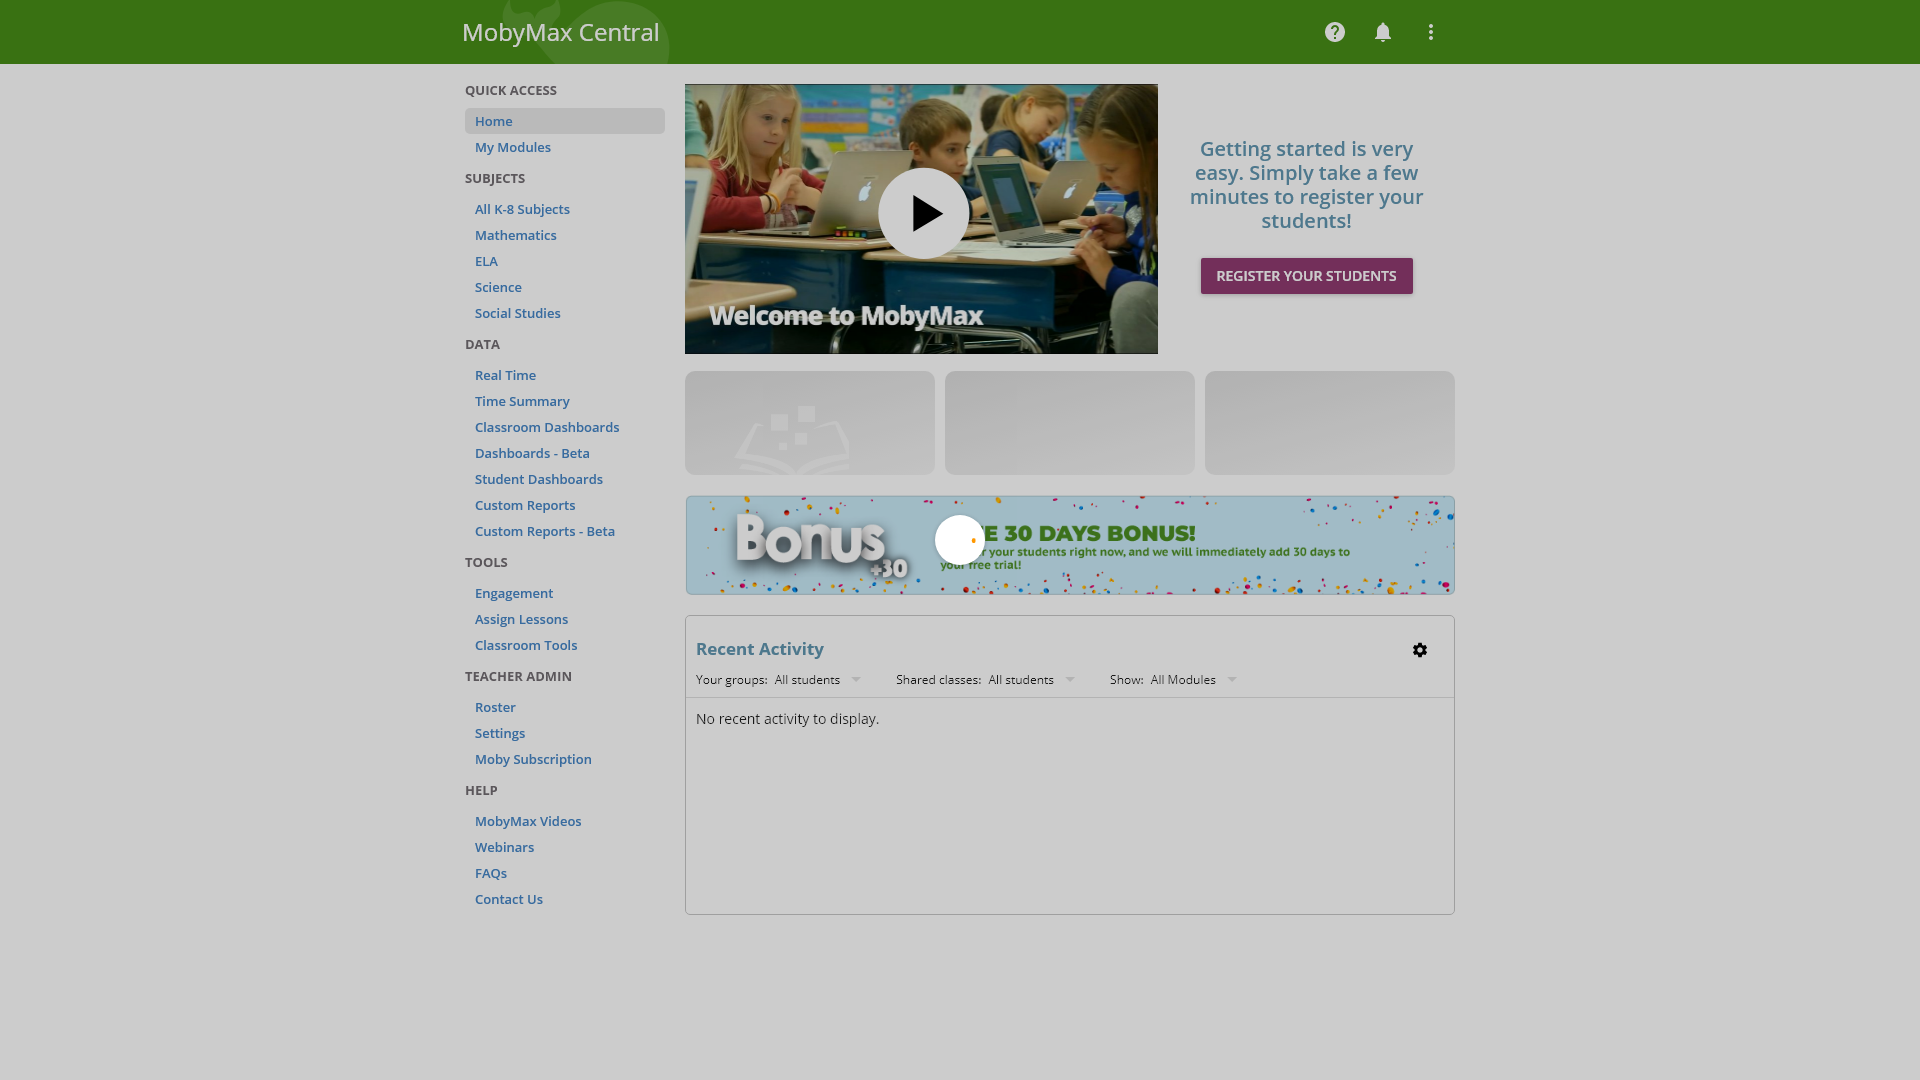 MobyMax Central
QUICK ACCESS
Home
My Modules
SUBJECTS
All K-8 Subjects
Mathematics
ELA
Science
Social Studies
DATA
Real Time
Time Summary
Classroom Dashboards
Dashboards - Beta
Student Dashboards
Custom Reports
Custom Reports - Beta
TOOLS
Engagement
Assign Lessons
Classroom Tools
TEACHER ADMIN
Roster
Settings
Moby Subscription
HELP
MobyMax Videos
Webinars
FAQs
Contact Us
Welcome to MobyMax
Getting started is very
easy. Simply take a few
minutes to register your
students!
REGISTER YOUR STUDENTS
Bonus
+30
30 DAYS BONUS!
your students right now, and we will immediately add 30 days to
your free trial!
Recent Activity
Your groups: All students
Shared classes: All students
Show: All Modules
No recent activity to display.